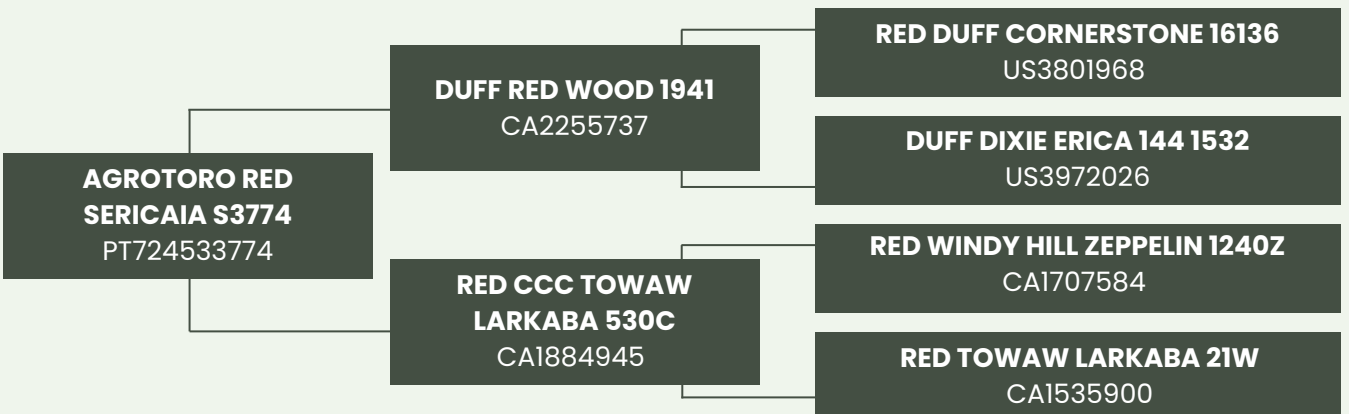 AGROTORO RED
SERICAIA S3774
PT724533774
DUFF RED WOOD 1941
CA2255737
RED CCC TOWAW
LARKABA 530C
CA1884945
RED DUFF CORNERSTONE 16136
US3801968
DUFF DIXIE ERICA 144 1532
US3972026
RED WINDY HILL ZEPPELIN 1240Z
CA1707584
RED TOWAW LARKABA 21W
CA1535900